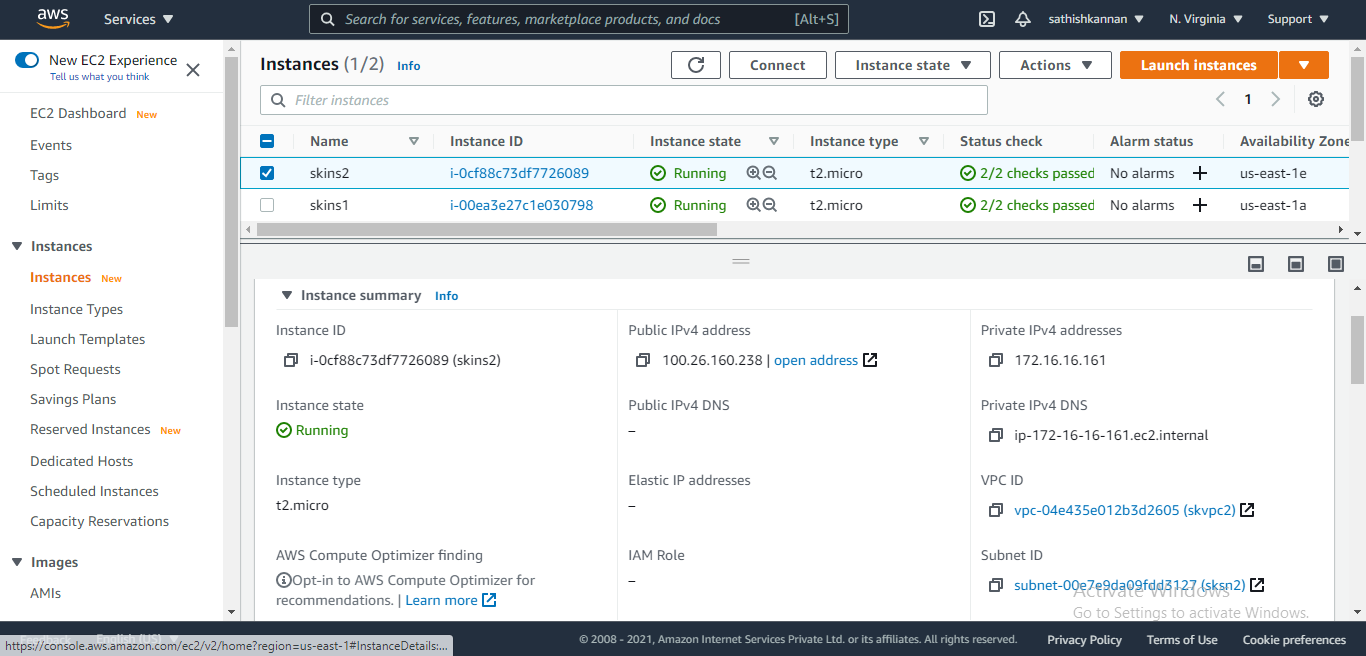 aws
Services
Search for services, features, marketplace products, and docs
[Alt+S]
sathishkannan
N. Virginia
Support
New EC2 Experience
Tell us what you think
EC2 Dashboard New
Events
Tags
Limits
Instances
Instances New
Instance Types
Launch Templates
Spot Requests
Savings Plans
Reserved Instances New
Dedicated Hosts
Scheduled Instances
Capacity Reservations
Images
AMIs
Instances (1/2) Info
Connect
Instance state
Actions
Launch instances
Filter instances
1
Name Instance ID Instance state Instance type Status check Alarm status Availability Zone
skins2 i-0cf88c73df7726089 Running t2.micro 2/2 checks passed No alarms + us-east-1e
skins1 i-00ea3e27c1e030798 Running t2.micro 2/2 checks passed No alarms + us-east-1a
Instance summary Info
Instance ID
i-0cf88c73df7726089 (skins2)
Public IPv4 address
100.26.160.238 | open address
Private IPv4 addresses
172.16.16.161
Instance state
Running
Public IPv4 DNS
–
Private IPv4 DNS
ip-172-16-16-161.ec2.internal
Instance type
t2.micro
Elastic IP addresses
–
VPC ID
vpc-04e435e012b3d2605 (skvpc2)
AWS Compute Optimizer finding
Opt-in to AWS Compute Optimizer for
recommendations. | Learn more
IAM Role
–
Subnet ID
subnet-00e7e9da09fdd3127 (sksn2)
Activate Windows
Go to Settings to activate Windows.
Feedback
English (US)
https://console.aws.amazon.com/ec2/v2/home?region=us-east-1#InstanceDetails:...
© 2008 - 2021, Amazon Internet Services Private Ltd. or its affiliates. All rights reserved.
Privacy Policy
Terms of Use
Cookie preferences